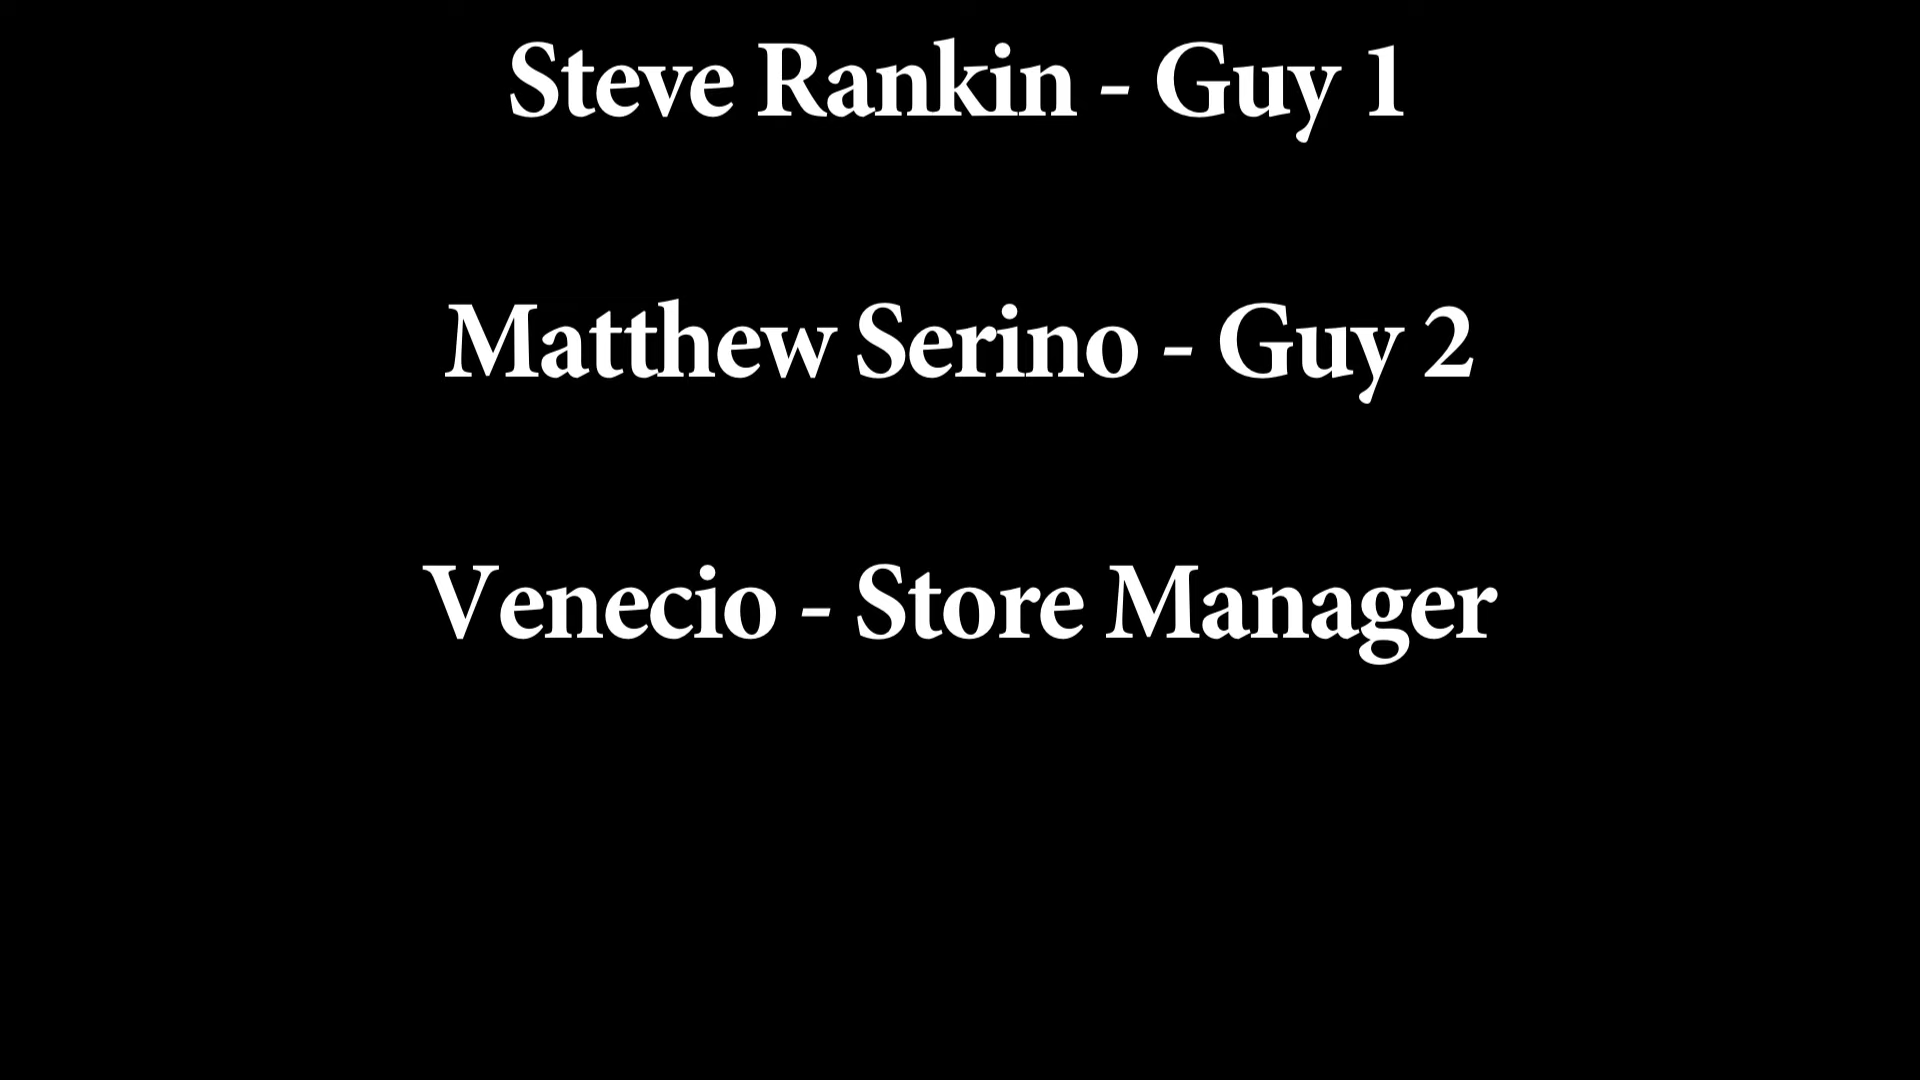 Steve Rankin - Guy 1
Matthew Serino - Guy 2
Venecio - Store Manager